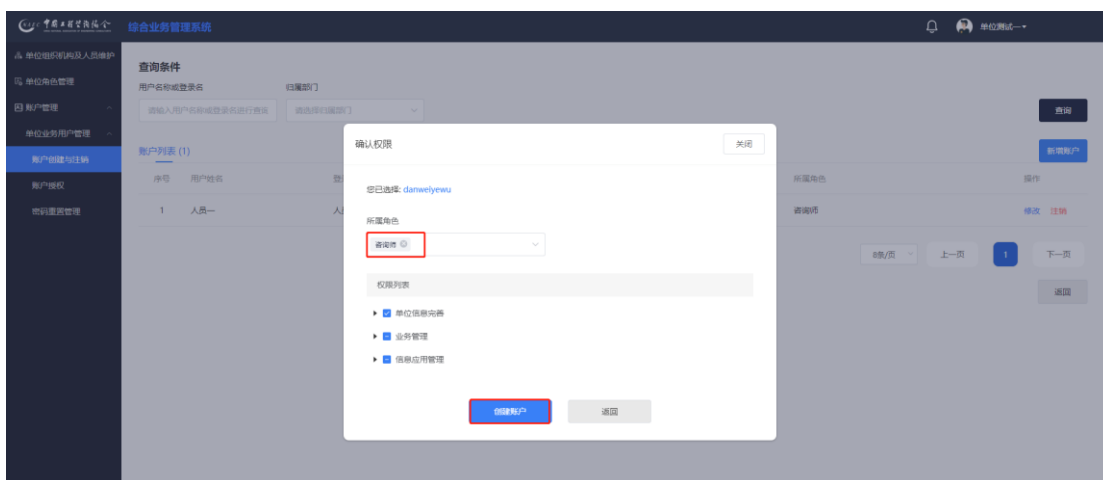 综合业务管理系统
单位测试一
单位组织机构及人员维护
单位角色管理
账户管理
单位业务用户管理
账户创建与注销
账户授权
密码重置管理
查询条件
用户名称或登录名 归属部门
请输入用户名称或登录名进行查询 请选择归属部门 查询
账户列表 (1) 新增账户
序号 用户姓名 登 所属角色 操作
1 人员一 人员 咨询师 修改 注销
8条/页 上一页 1 下一页
返回
确认权限 关闭
您已选择: danweiyewu
所属角色
咨询师
权限列表
单位信息完善
业务管理
信息应用管理
创建账户 返回